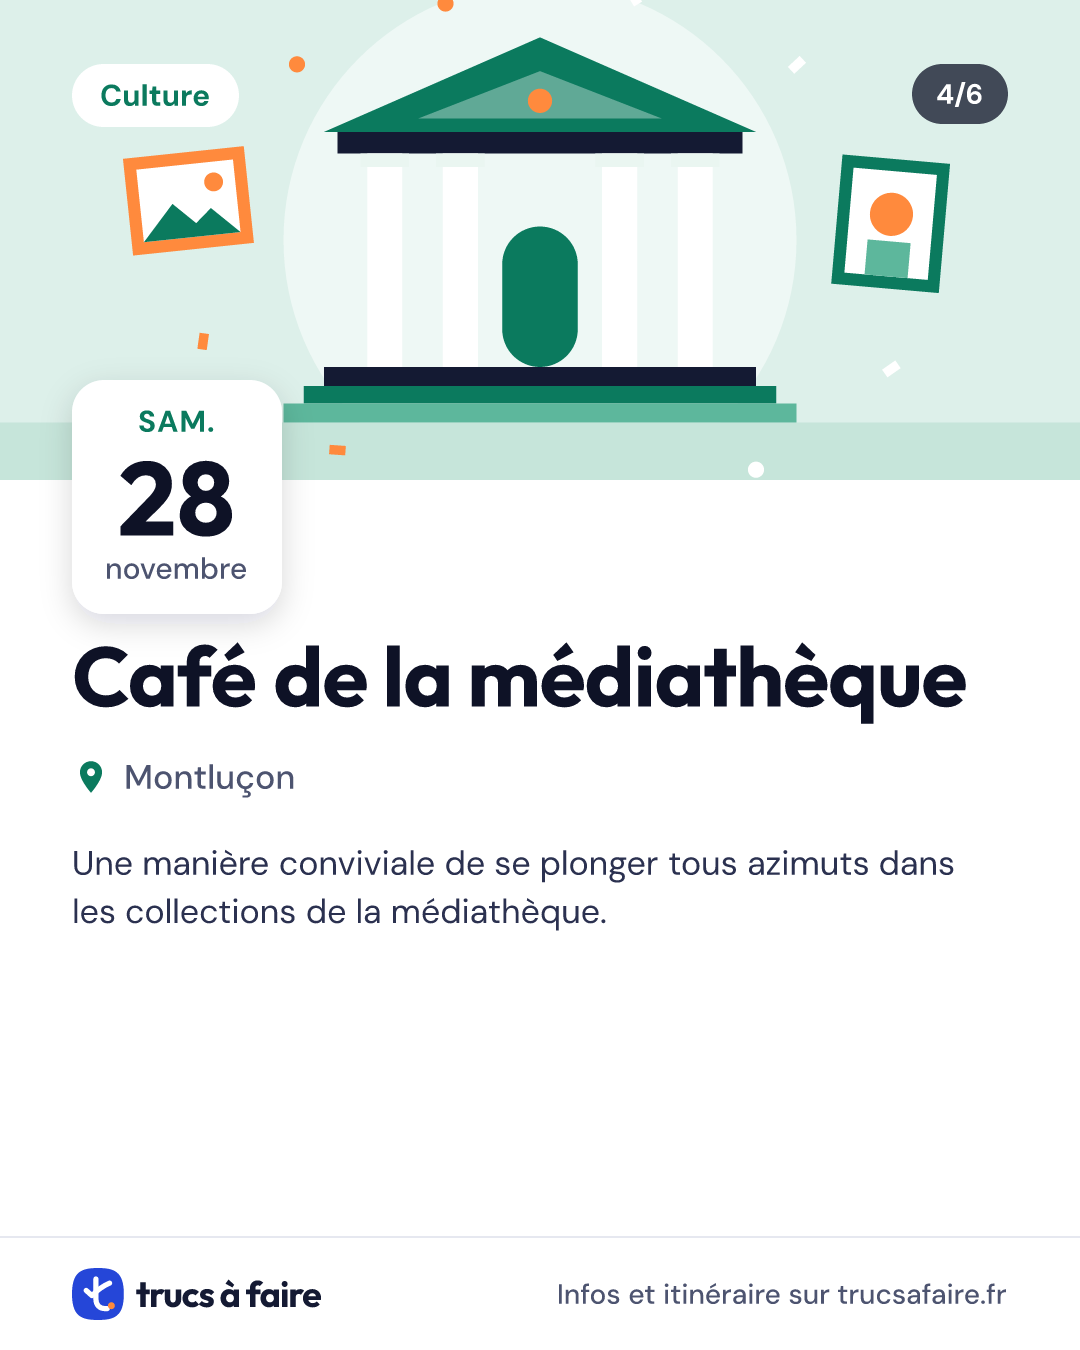 Culture
4/6
SAM.
28
novembre
Café de la médiathèque
Montluçon
Une manière conviviale de se plonger tous azimuts dans
les collections de la médiathèque.
trucs à faire
Infos et itinéraire sur trucsafaire.fr